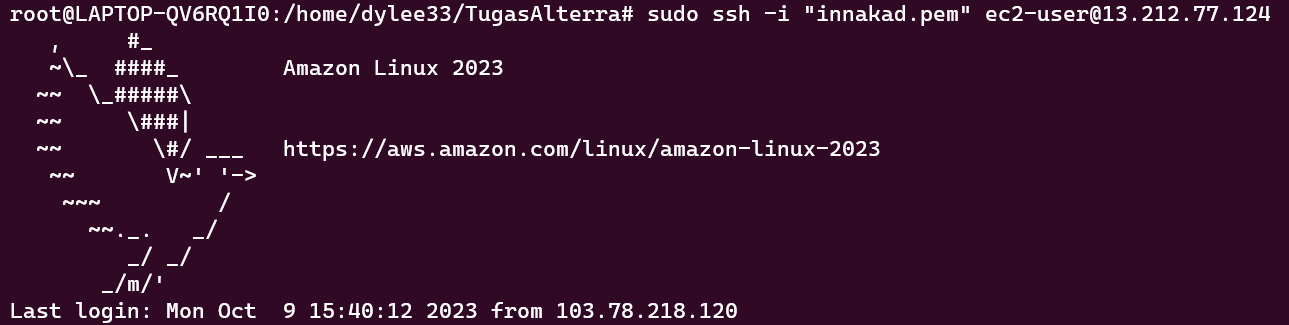 root@LAPTOP-QV6RQ1I0:/home/dylee33/TugasAlterra# sudo ssh -i "innakad.pem" ec2-user@13.212.77.124
   ,     #_
   ~\_  ####_        Amazon Linux 2023
  ~~  \_#####\
  ~~     \###|
  ~~       \#/ ___   https://aws.amazon.com/linux/amazon-linux-2023
   ~~       V~' '->
    ~~~         /
      ~~._.   _/
         _/ _/
       _/m/'
Last login: Mon Oct  9 15:40:12 2023 from 103.78.218.120